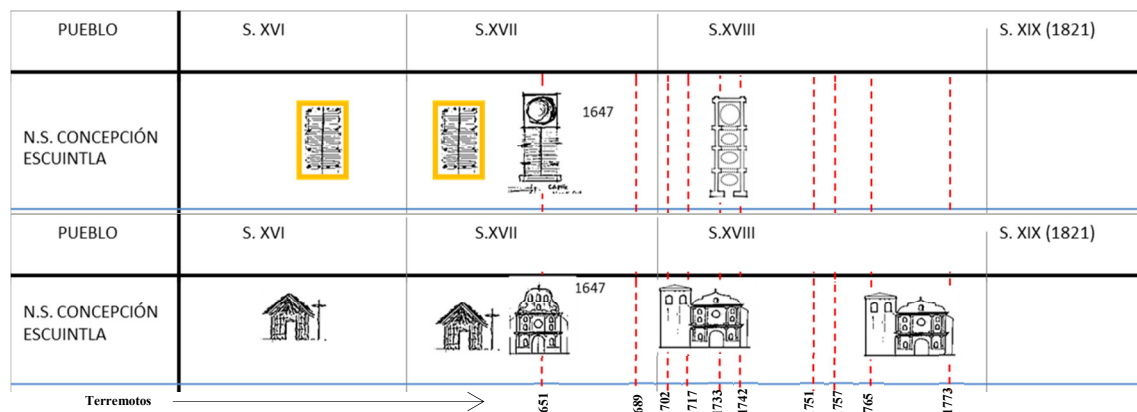 PUEBLO S. XVI S.XVII S.XVIII S. XIX (1821)
N.S. CONCEPCIÓN
ESCUINTLA
1647
PUEBLO S. XVI S.XVII S.XVIII S. XIX (1821)
N.S. CONCEPCIÓN
ESCUINTLA
1647
Terremotos 651 689 702 717 1733 1742 751. 757 765 1773